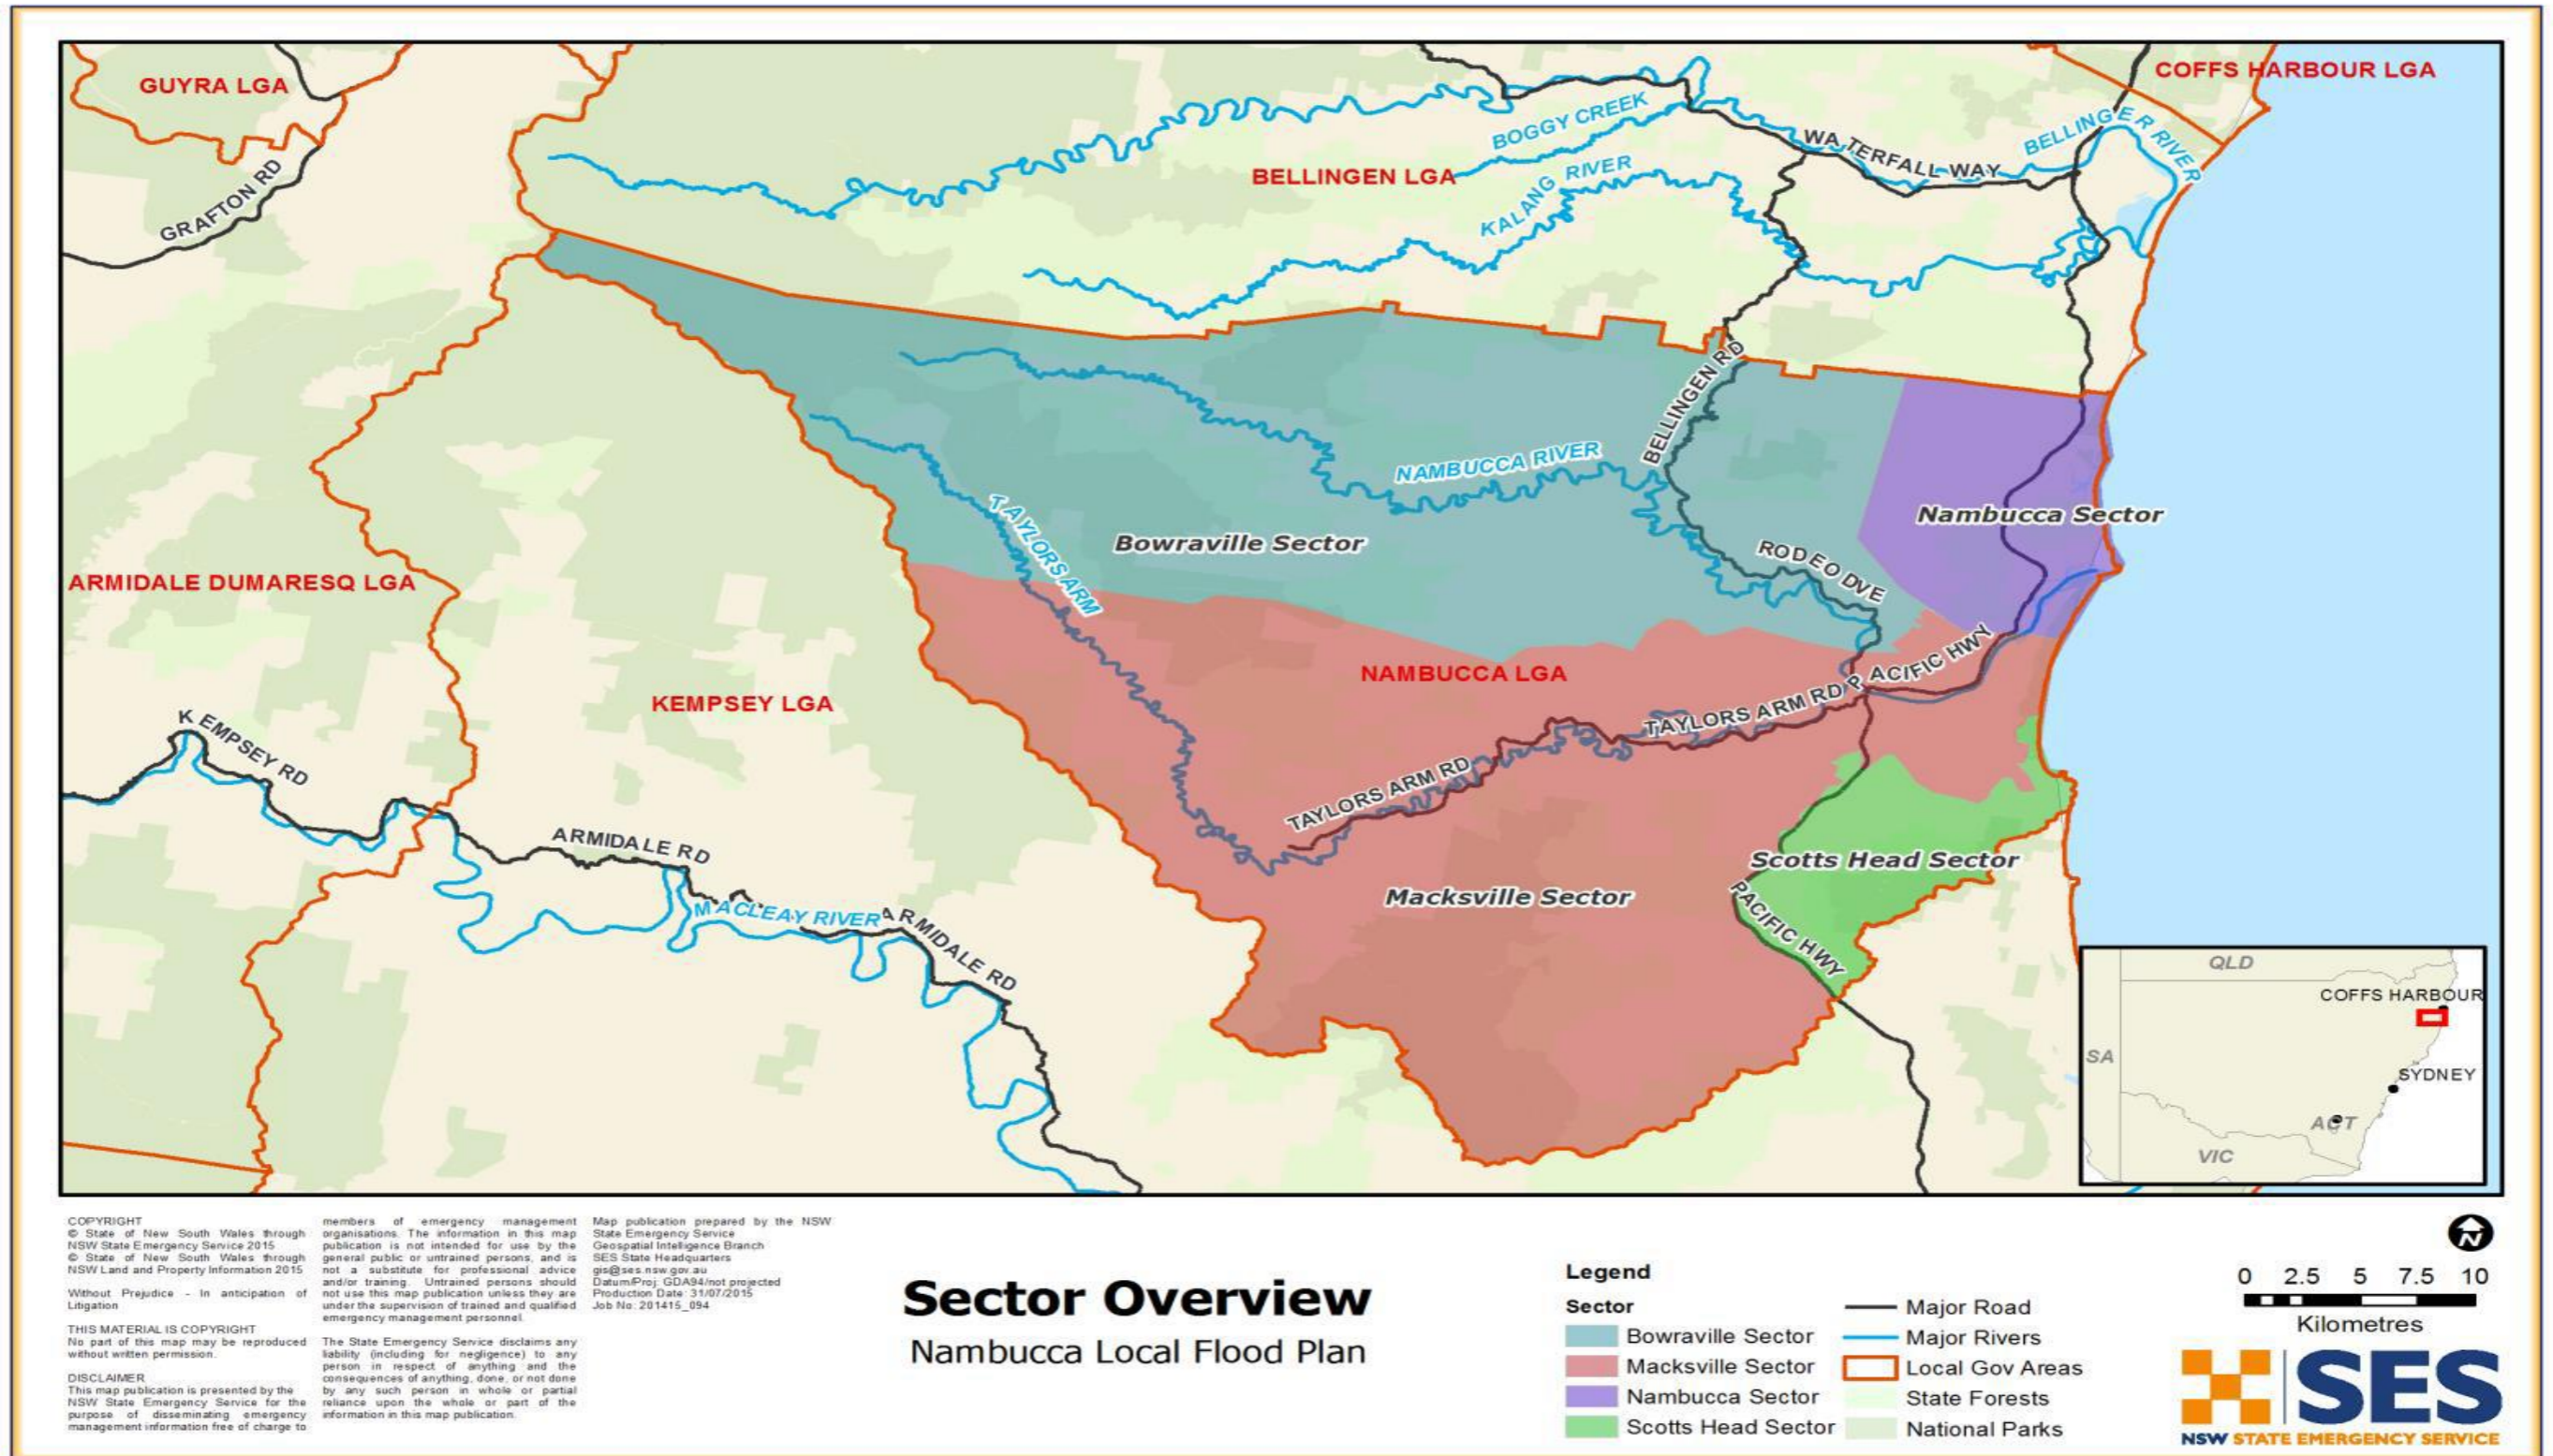 GUYRA LGA
COFFS HARBOUR LGA
GRAFTON RD
BOGGY CREEK
BELLINGEN LGA
KALANG RIVER
WATERFALL WAY
BELLINGER RIVER
BELLINGEN RD
NAMBUCCA RIVER
TAYLORS ARM
Bowraville Sector
Nambucca Sector
RODEO DVE
ARMIDALE DUMARESQ LGA
KEMPSEY LGA
NAMBUCCA LGA
PACIFIC HWY
TAYLORS ARM RD
TAYLORS ARM RD
KEMPSEY RD
ARMIDALE RD
MACLEAY RIVER
ARMIDALE RD
Scotts Head Sector
Macksville Sector
PACIFIC HWY
QLD
COFFS HARBOUR
SA
SYDNEY
ACT
VIC
COPYRIGHT
© State of New South Wales through
NSW State Emergency Service 2015
© State of New South Wales through
NSW Land and Property Information 2015
Without Prejudice - In anticipation of
Litigation
THIS MATERIAL IS COPYRIGHT
No part of this map may be reproduced
without written permission.
DISCLAIMER
This map publication is presented by the
NSW State Emergency Service for the
purpose of disseminating emergency
management information free of charge to
members of emergency management
organisations. The information in this map
publication is not intended for use by the
general public or untrained persons, and is
not a substitute for professional advice
and/or training. Untrained persons should
not use this map publication unless they are
under the supervision of trained and qualified
emergency management personnel.
The State Emergency Service disclaims any
liability (including for negligence) to any
person in respect of anything and the
consequences of anything, done, or not done
by any such person in whole or partial
reliance upon the whole or part of the
information in this map publication.
Map publication prepared by the NSW
State Emergency Service
Geospatial Intelligence Branch
SES State Headquarters
gis@ses.nsw.gov.au
Datum/Proj: GDA94/not projected
Production Date: 31/07/2015
Job No: 201415_094
Sector Overview
Nambucca Local Flood Plan
Legend
Sector
Bowraville Sector
Macksville Sector
Nambucca Sector
Scotts Head Sector
Major Road
Major Rivers
Local Gov Areas
State Forests
National Parks
N
0 2.5 5 7.5 10
Kilometres
SES
NSW STATE EMERGENCY SERVICE